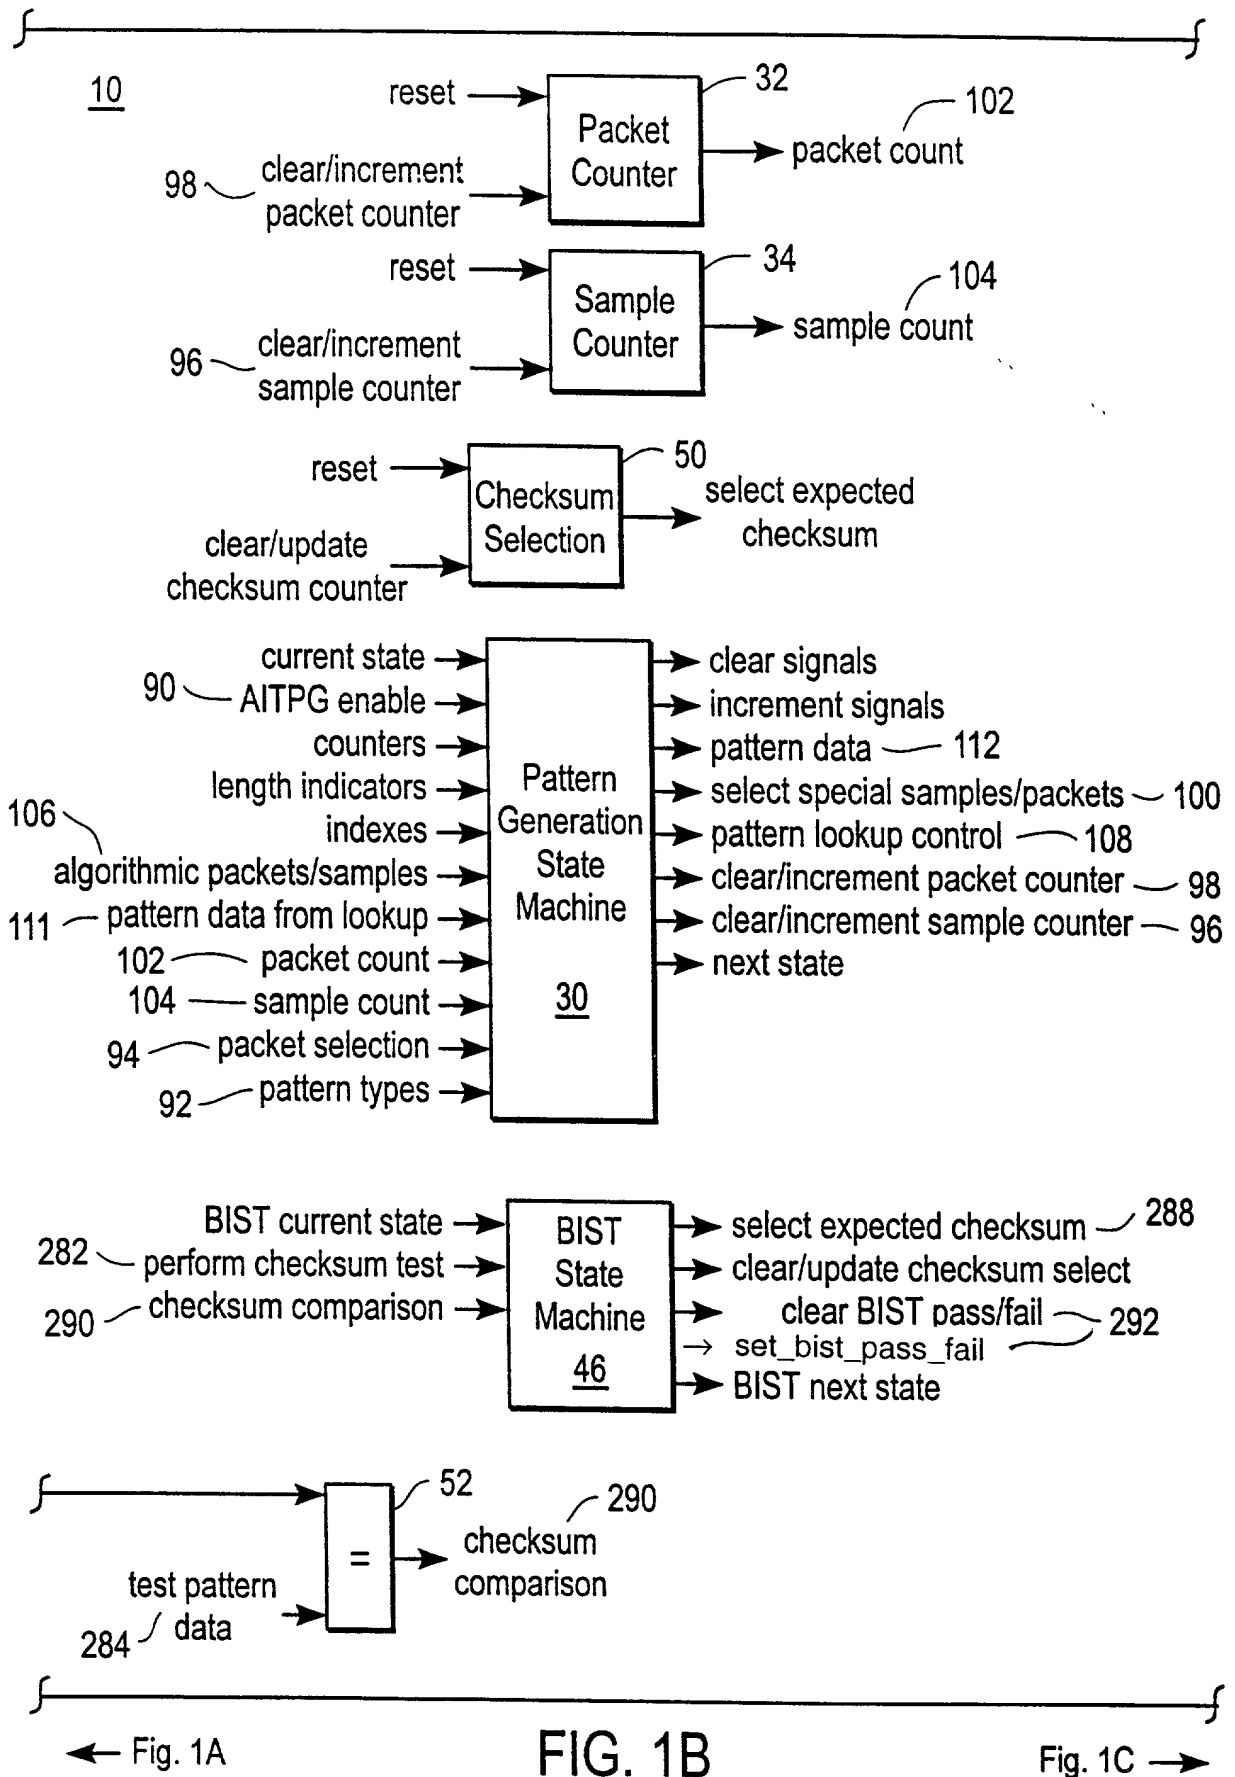 10
reset
32
Packet
Counter
102
packet count
98
clear/increment
packet counter
reset
34
Sample
Counter
104
sample count
96
clear/increment
sample counter
reset
50
Checksum
Selection
select expected
checksum
clear/update
checksum counter
current state
90
AITPG enable
counters
length indicators
indexes
106
algorithmic packets/samples
111
pattern data from lookup
102
packet count
104
sample count
94
packet selection
92
pattern types
Pattern
Generation
State
Machine
30
clear signals
increment signals
pattern data
112
select special samples/packets
100
pattern lookup control
108
clear/increment packet counter
98
clear/increment sample counter
96
next state
BIST current state
282
perform checksum test
290
checksum comparison
BIST
State
Machine
46
select expected checksum
288
clear/update checksum select
clear BIST pass/fail
292
→ set_bist_pass_fail
BIST next state
52
=
290
checksum
comparison
test pattern
data
284
Fig. 1A
FIG. 1B
Fig. 1C